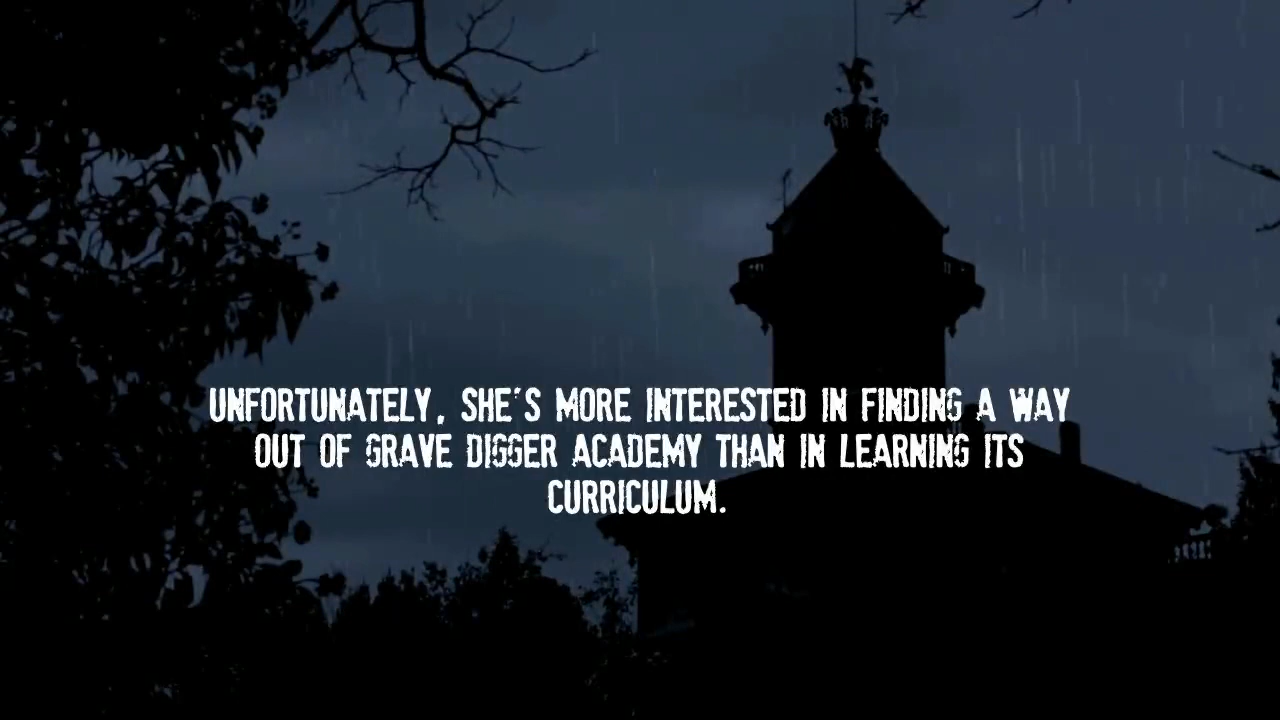 UNFORTUNATELY, SHE'S MORE INTERESTED IN FINDING A WAY
OUT OF GRAVE DIGGER ACADEMY THAN IN LEARNING ITS
CURRICULUM.